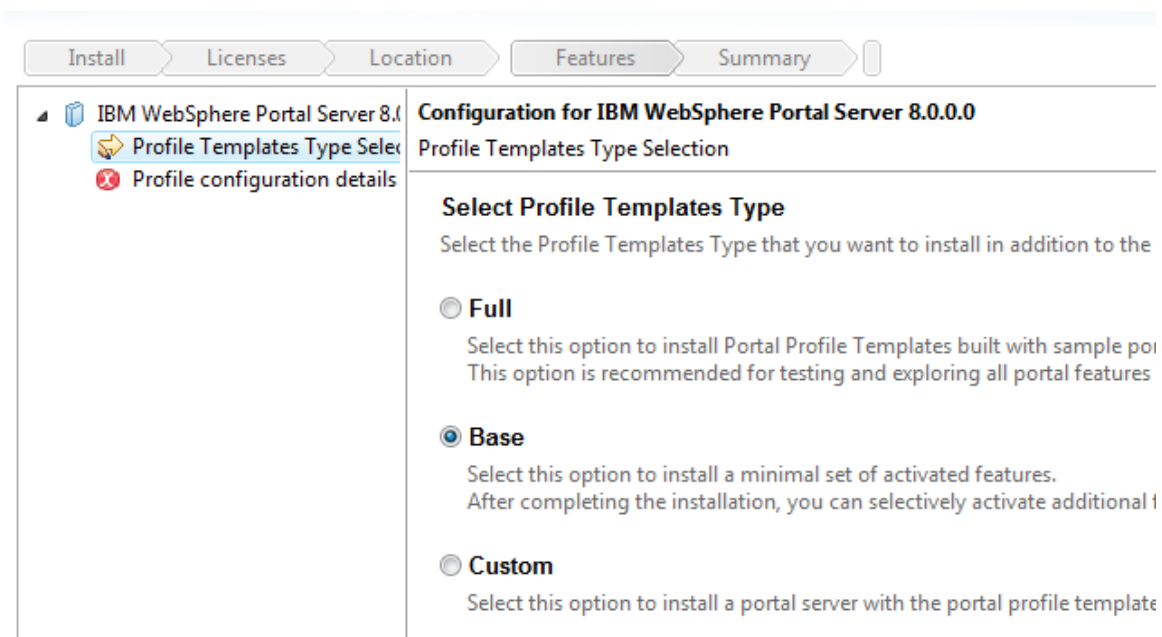 Install Licenses Location Features Summary
IBM WebSphere Portal Server 8.
Profile Templates Type
Profile configuration details
Configuration for IBM WebSphere Portal Server 8.0.0.0
Profile Templates Type Selection
Select Profile Templates Type
Select the Profile Templates Type that you want to install in addition to the
Full
Select this option to install Portal Profile Templates built with sample
This option is recommended for testing and exploring all portal features
Base
Select this option to install a minimal set of activated features.
After completing the installation, you can selectively activate additional
Custom
Select this option to install a portal server with the portal profile